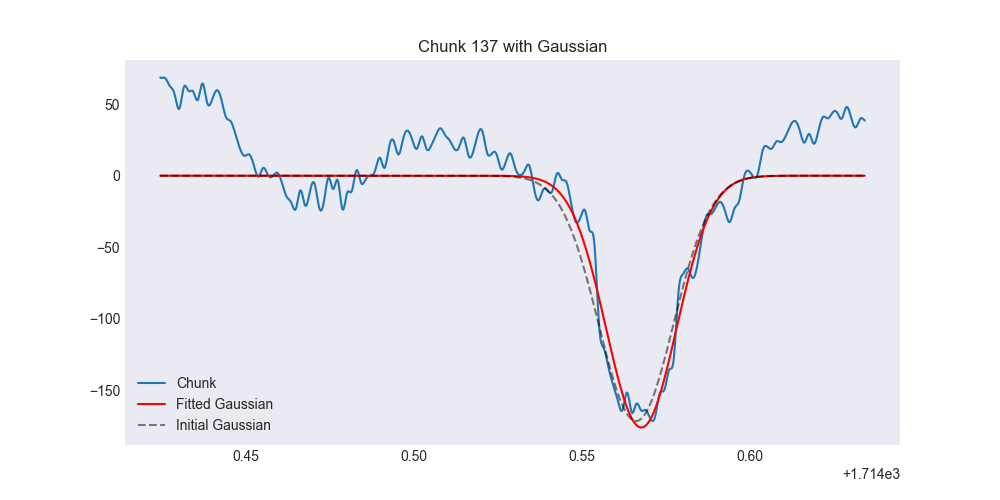 Chunk 137 with Gaussian
50
0
−50
−100
−150
Chunk
Fitted Gaussian
Initial Gaussian
0.45 0.50 0.55 0.60
+1.714e3